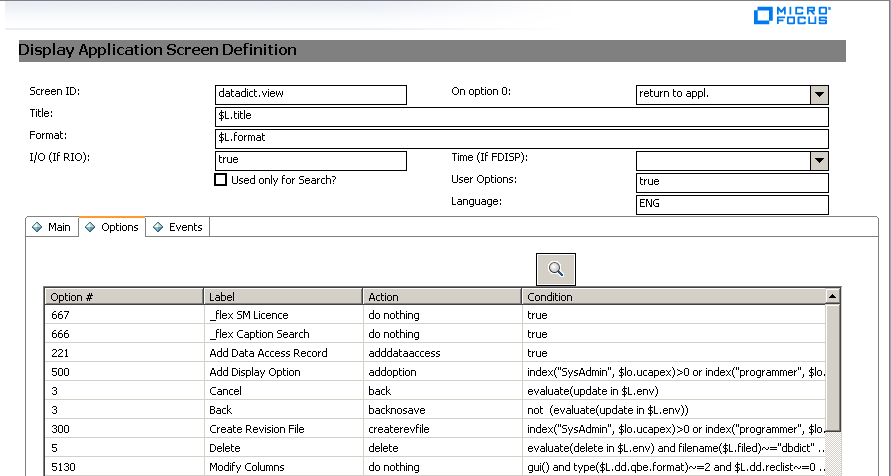 MICRO
FOCUS
Display Application Screen Definition
Screen ID: datadict.view On option 0: return to appl.
Title: $L.title
Format: $L.format
I/O (If RIO): true Time (If FDISP):
Used only for Search? User Options: true
Language: ENG
Main Options Events
Option # Label Action Condition
667 _flex SM Licence do nothing true
666 _flex Caption Search do nothing true
221 Add Data Access Record adddataaccess true
500 Add Display Option addoption index("SysAdmin", $lo.ucapex)>0 or index("programmer", $lo.
3 Cancel back evaluate(update in $L.env)
3 Back backnosave not (evaluate(update in $L.env))
300 Create Revision File createrevfile index("SysAdmin", $lo.ucapex)>0 or index("programmer", $lo.
5 Delete delete evaluate(delete in $L.env) and filename($L.filed)~="dbdict" ..
5130 Modify Columns do nothing gui() and type($L.dd.qbe.format)~=2 and $L.dd.reclist~=0 ..